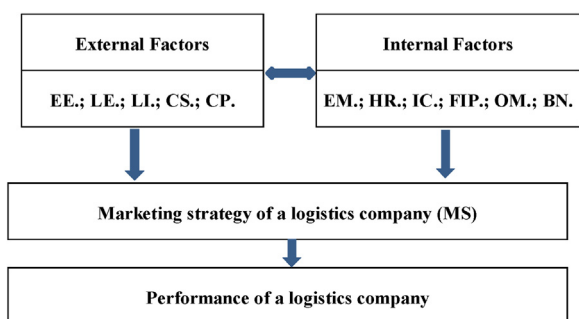 External Factors
Internal Factors
EE.; LE.; LI.; CS.; CP.
EM.; HR.; IC.; FIP.; OM.; BN.
Marketing strategy of a logistics company (MS)
Performance of a logistics company